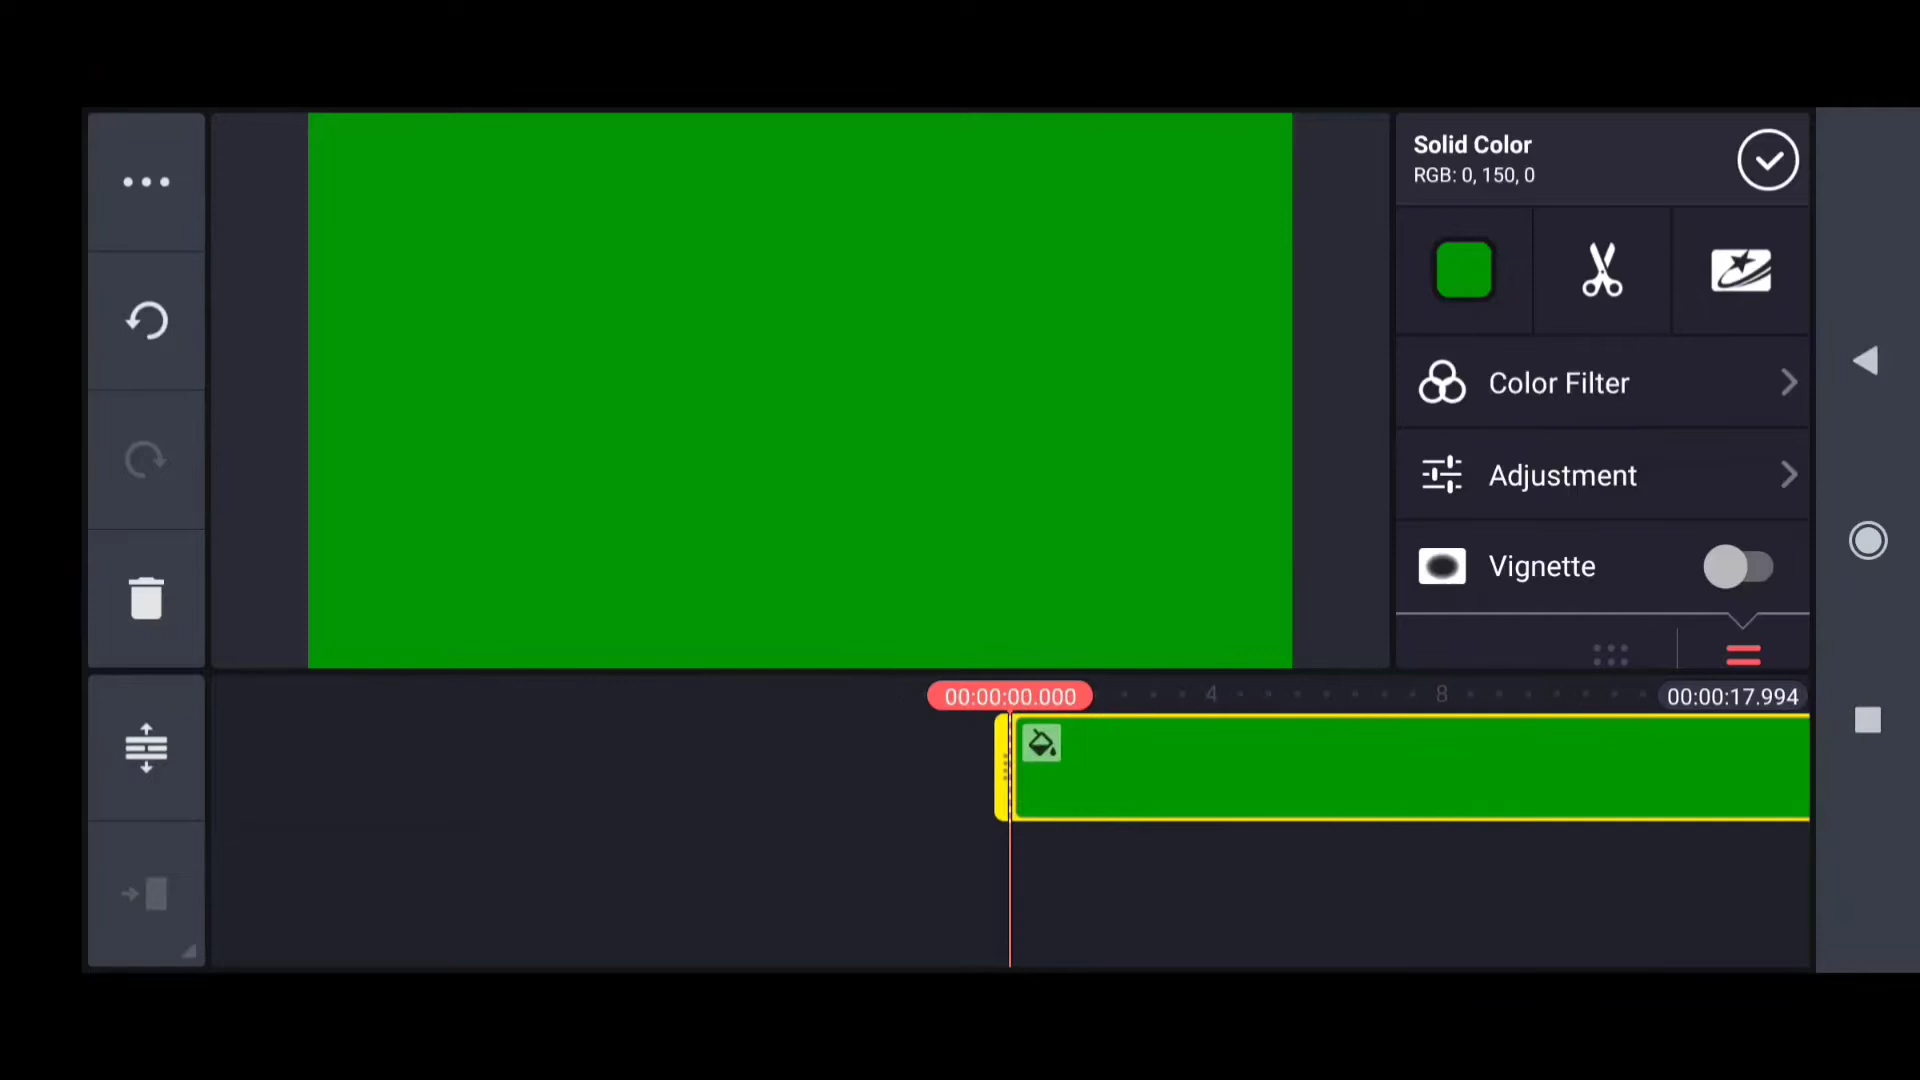 Solid Color
RGB: 0, 150, 0
Color Filter
Adjustment
Vignette
00:00:00.000
4
8
00:00:17.994